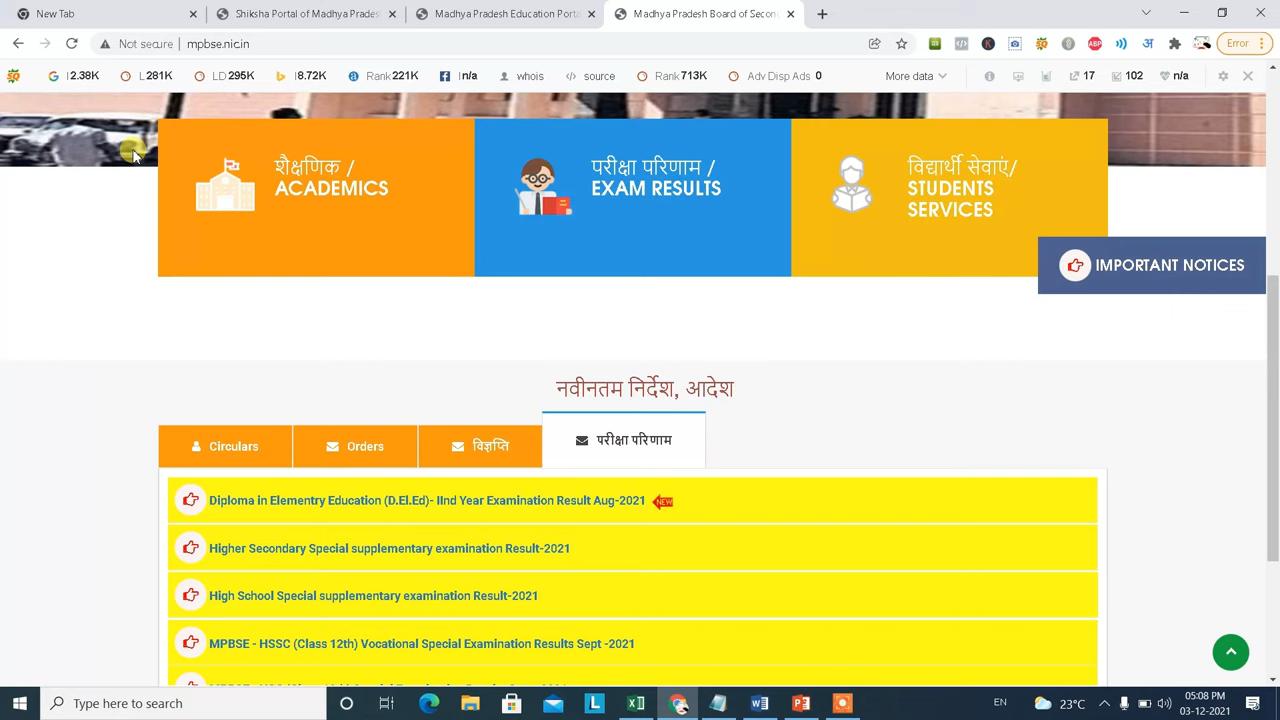 New Tab
Shiksha Portal of Madhya Prades
Madhya Pradesh Education Porta
Madhya Pradesh Board of Secon
Not secure | mpbse.nic.in
Error
2.38K
L 281K
LD 295K
8.72K
Rank 221K
n/a
whois
source
Rank 713K
Adv Disp Ads 0
More data
17
102
n/a
शैक्षणिक /
ACADEMICS
परीक्षा परिणाम /
EXAM RESULTS
विद्यार्थी सेवाएं/
STUDENTS
SERVICES
IMPORTANT NOTICES
नवीनतम निर्देश, आदेश
Circulars
Orders
विज्ञप्ति
परीक्षा परिणाम
Diploma in Elementry Education (D.El.Ed)- IInd Year Examination Result Aug-2021 NEW
Higher Secondary Special supplementary examination Result-2021
High School Special supplementary examination Result-2021
MPBSE - HSSC (Class 12th) Vocational Special Examination Results Sept -2021
Type here to search
23°C
EN
05:08 PM
03-12-2021